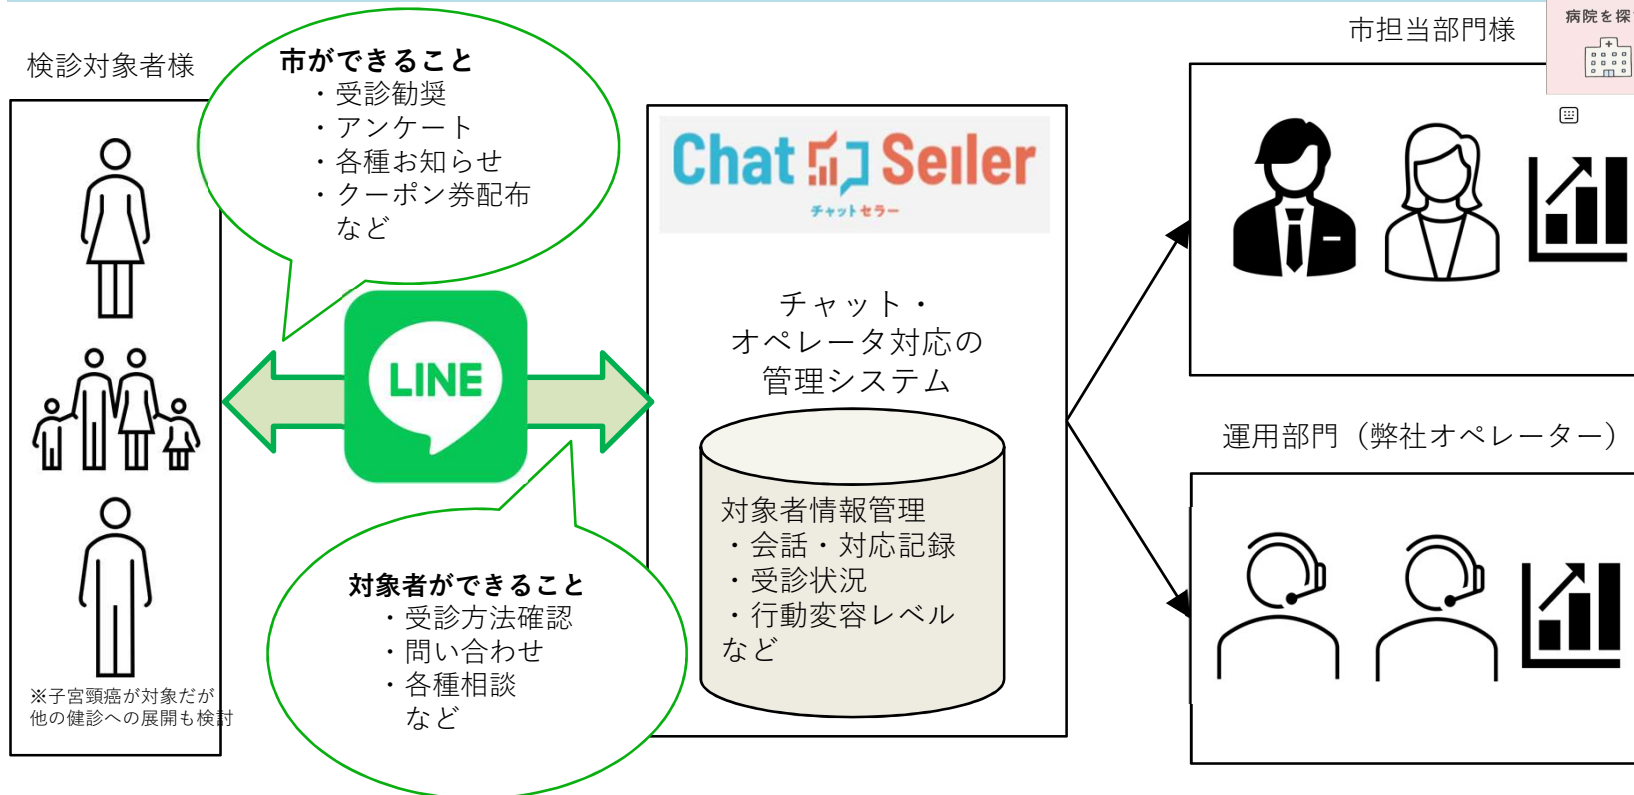 市担当部門様
病院を探
検診対象者様
市ができること
・受診勧奨
・アンケート
・各種お知らせ
・クーポン券配布
など
Chat Seller
チャットセラー
チャット・
オペレータ対応の
管理システム
LINE
対象者情報管理
・会話・対応記録
・受診状況
・行動変容レベル
など
運用部門（弊社オペレーター）
対象者ができること
・受診方法確認
・問い合わせ
・各種相談
など
※子宮頸癌が対象だが
他の健診への展開も検討